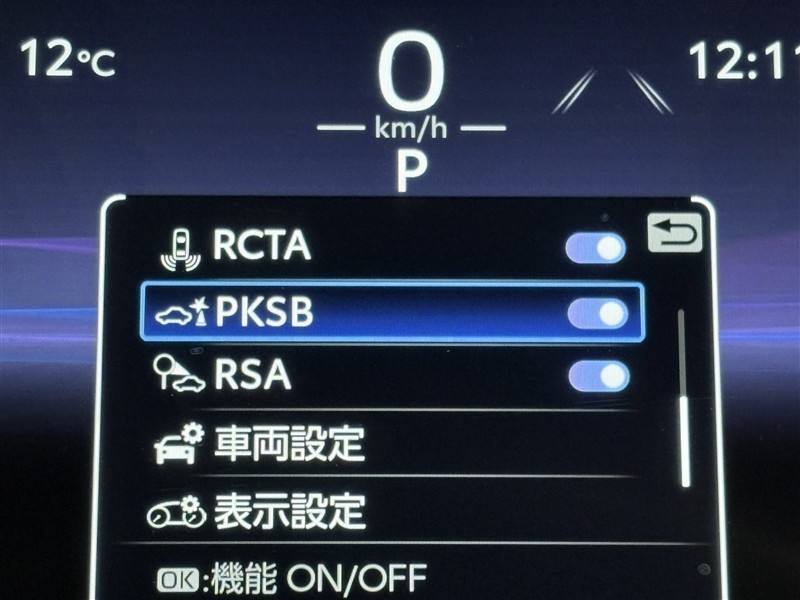 12℃
0
12:11
km/h
P
RCTA
PKSB
RSA
車両設定
表示設定
OK:機能 ON/OFF